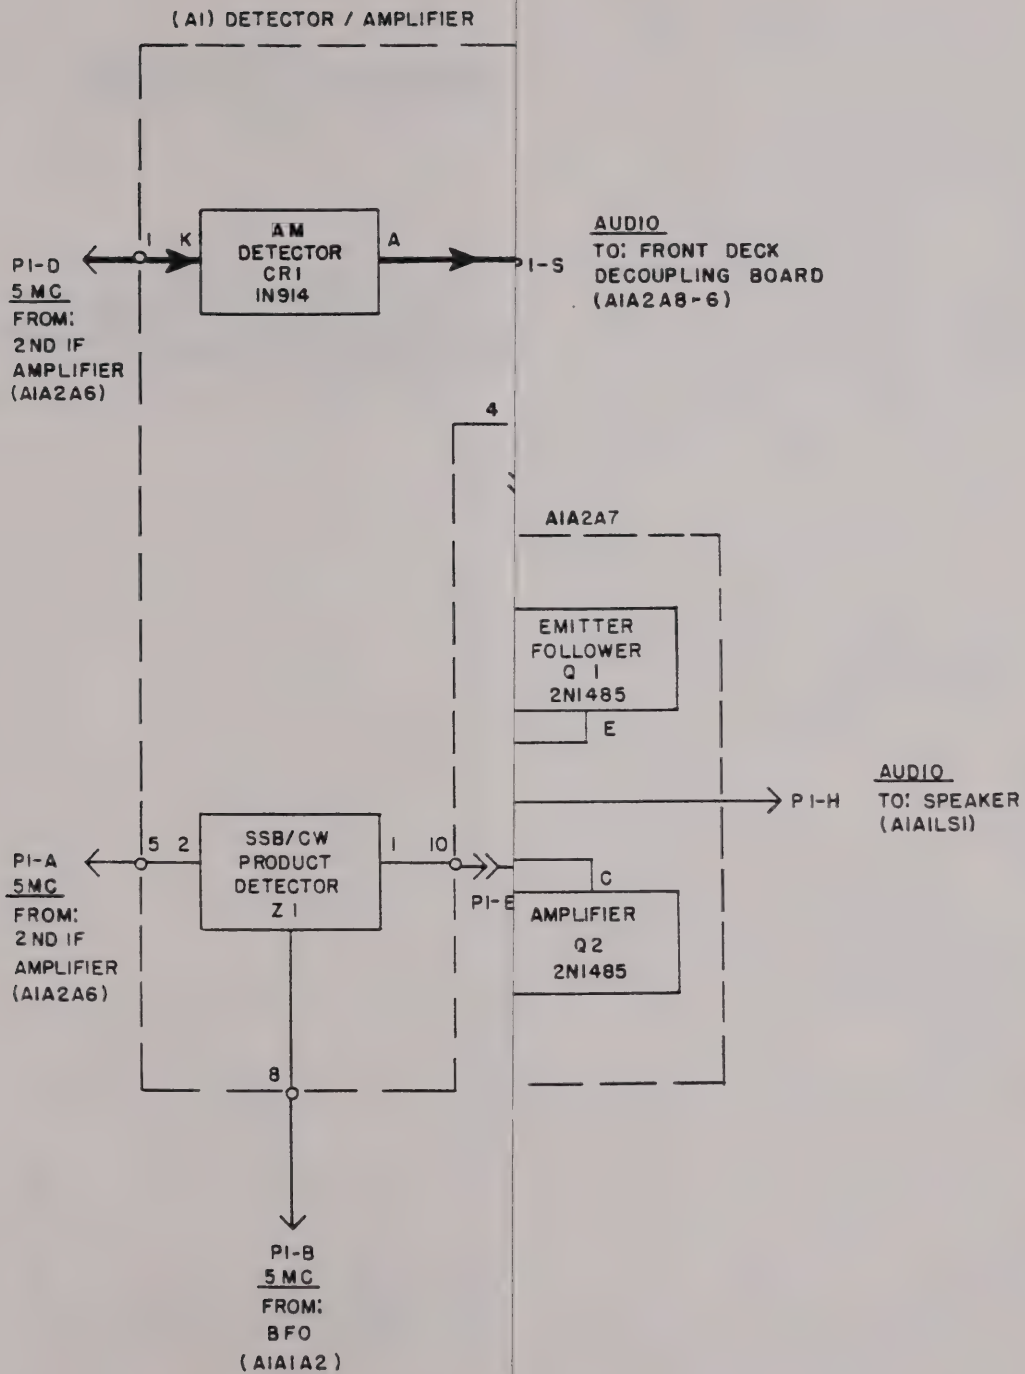 (A1) DETECTOR / AMPLIFIER
1
K
AM
DETECTOR
CR1
1N914
A
P1-D
5 MC
FROM:
2ND IF
AMPLIFIER
(A1A2A6)
P1-S
AUDIO
TO: FRONT DECK
DECOUPLING BOARD
(A1A2A8-6)
4
A1A2A7
EMITTER
FOLLOWER
Q 1
2N1485
E
P1-H
AUDIO
TO: SPEAKER
(A1A1LS1)
P1-A
5MC
FROM:
2 ND IF
AMPLIFIER
(A1A2A6)
5
2
SSB/CW
PRODUCT
DETECTOR
Z 1
1
10
P1-E
C
AMPLIFIER
Q2
2N1485
8
P1-B
5 MC
FROM:
BFO
(A1A1A2)